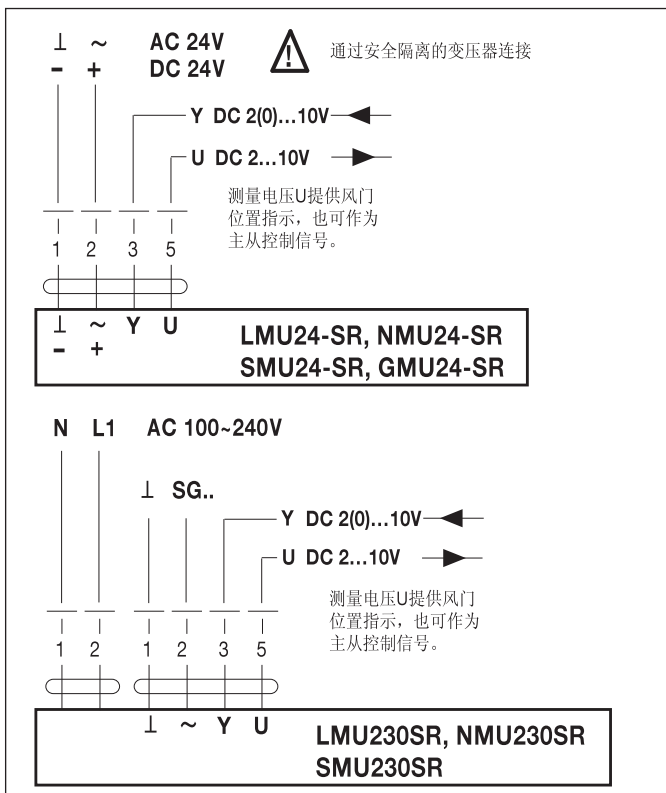 ⊥ ~ AC 24V
- + DC 24V
通过安全隔离的变压器连接
Y DC 2(0)...10V
U DC 2...10V
测量电压U提供风门
位置指示，也可作为
主从控制信号。
1 2 3 5
⊥ ~ Y U
- +
LMU24-SR, NMU24-SR
SMU24-SR, GMU24-SR
N L1 AC 100~240V
⊥ SG..
Y DC 2(0)...10V
U DC 2...10V
测量电压U提供风门
位置指示，也可作为
主从控制信号。
1 2 1 2 3 5
⊥ ~ Y U
LMU230SR, NMU230SR
SMU230SR